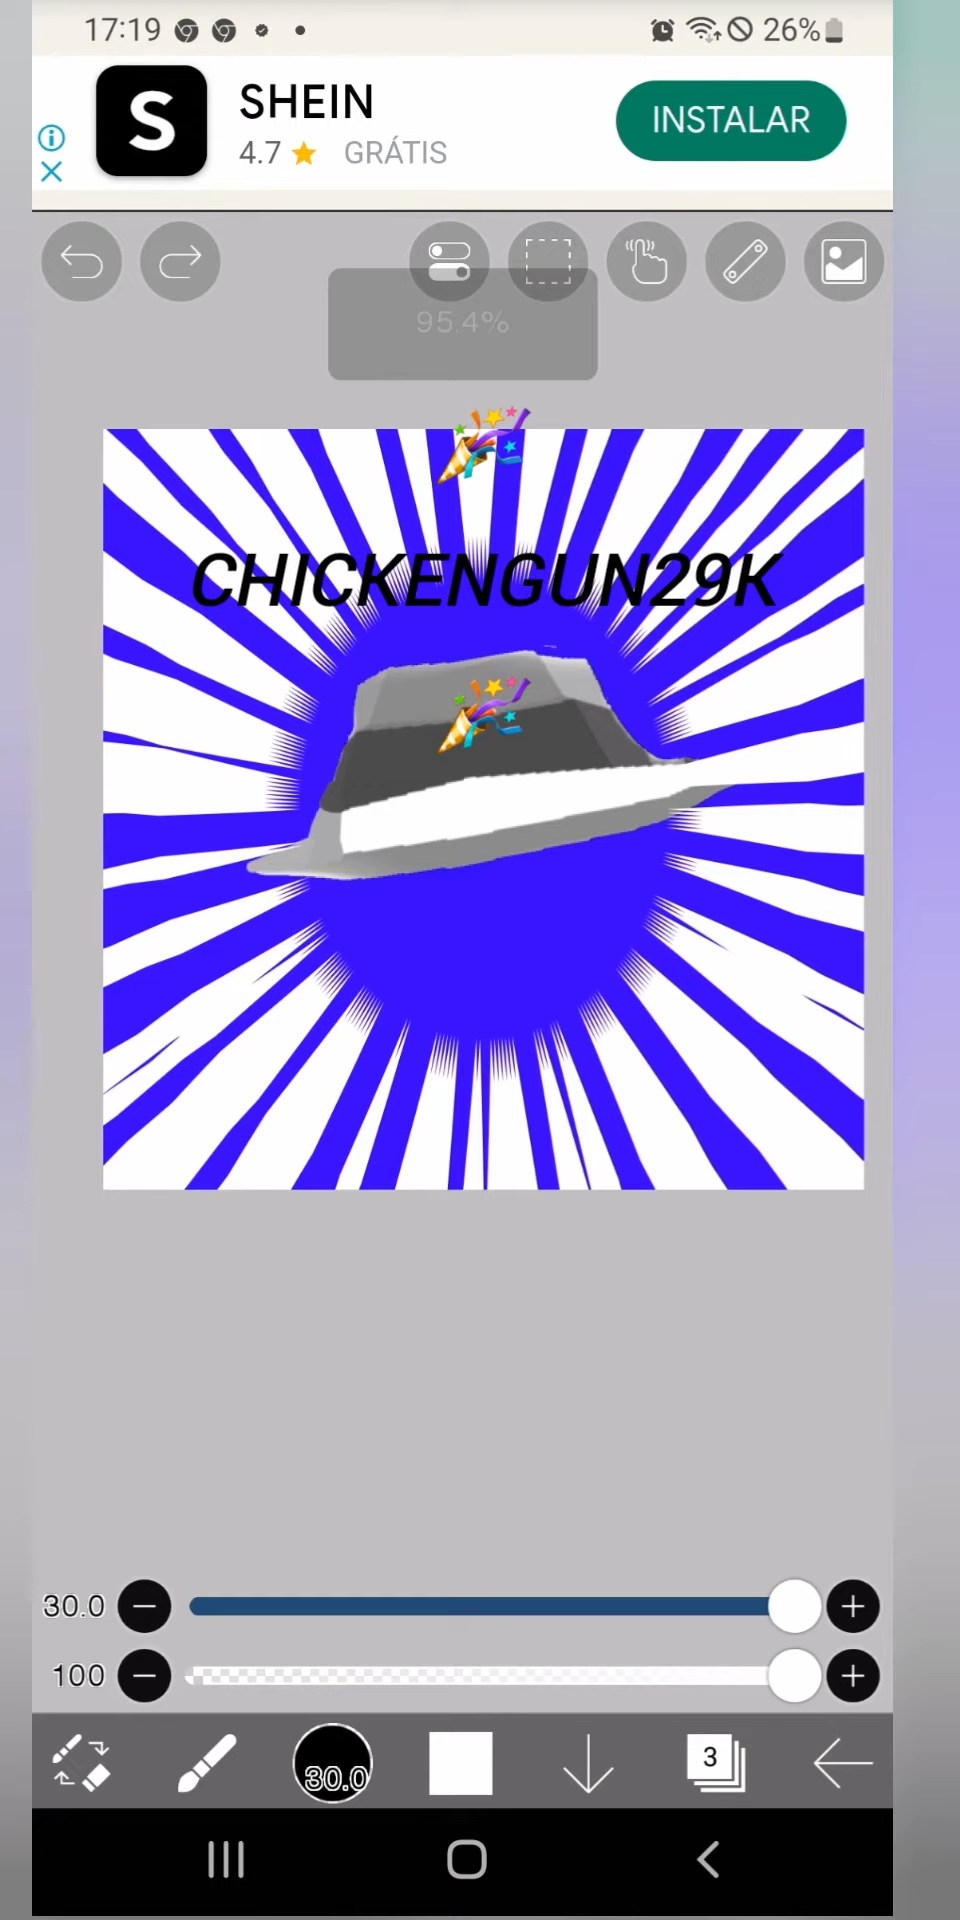 17:19
26%
S
SHEIN
4.7 GRÁTIS
INSTALAR
95.4%
CHICKENGUN29K
30.0
100
30.0
3